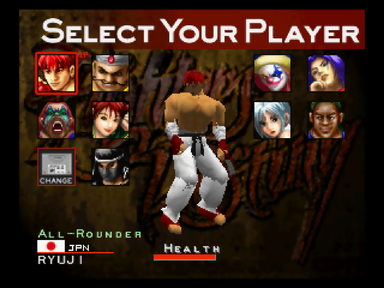 SELECT YOUR PLAYER
CHANGE
ALL-ROUNDER
JPN
RYUJI
HEALTH